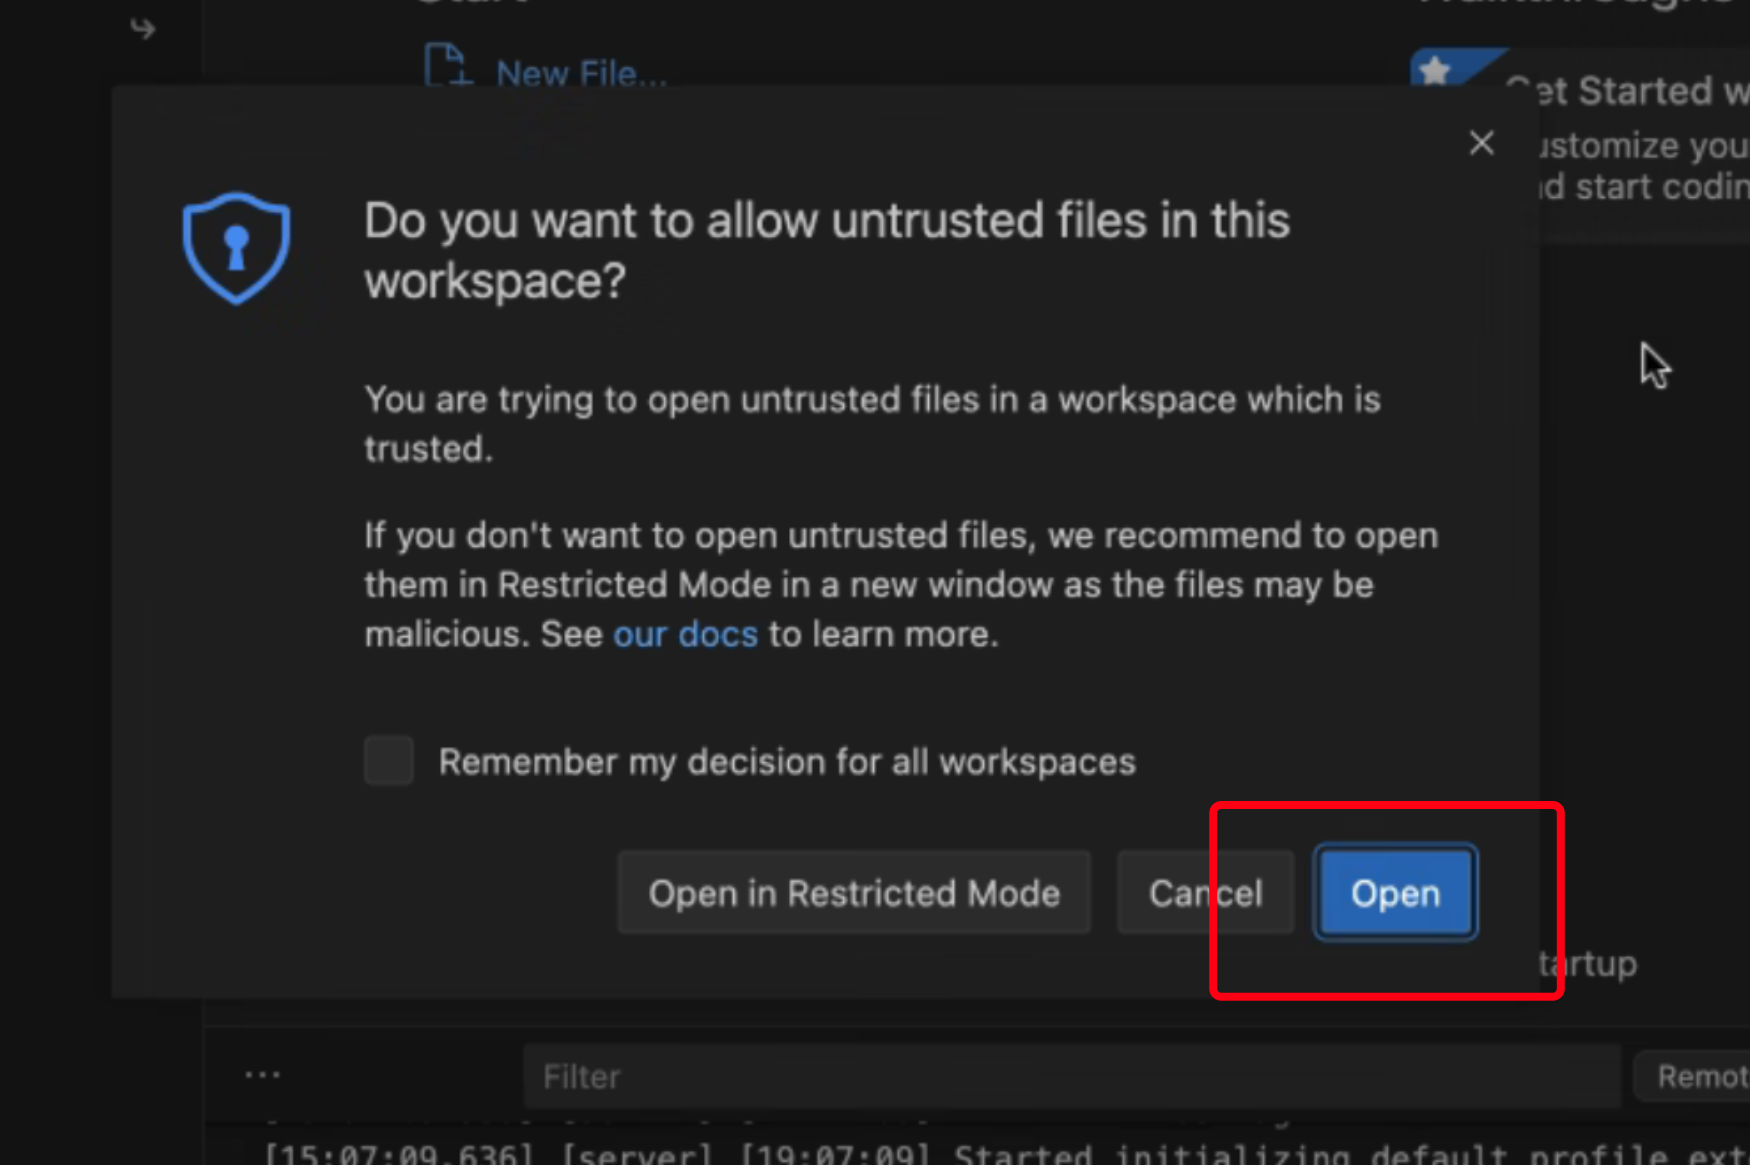 New File...
et Started w
ustomize you
d start codin
Do you want to allow untrusted files in this
workspace?
You are trying to open untrusted files in a workspace which is
trusted.
If you don't want to open untrusted files, we recommend to open
them in Restricted Mode in a new window as the files may be
malicious. See our docs to learn more.
Remember my decision for all workspaces
Open in Restricted Mode
Cancel
Open
tartup
...
Filter
Remot
[15:07:09.636] [server] [19:07:09] Started initializing default profile ext